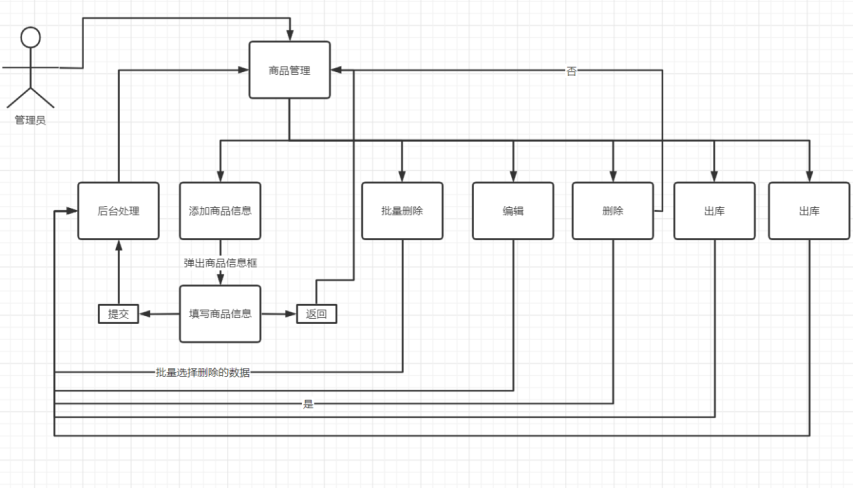 商品管理
否
管理员
后台处理
添加商品信息
批量删除
编辑
删除
出库
出库
弹出商品信息框
提交
填写商品信息
返回
批量选择删除的数据
是